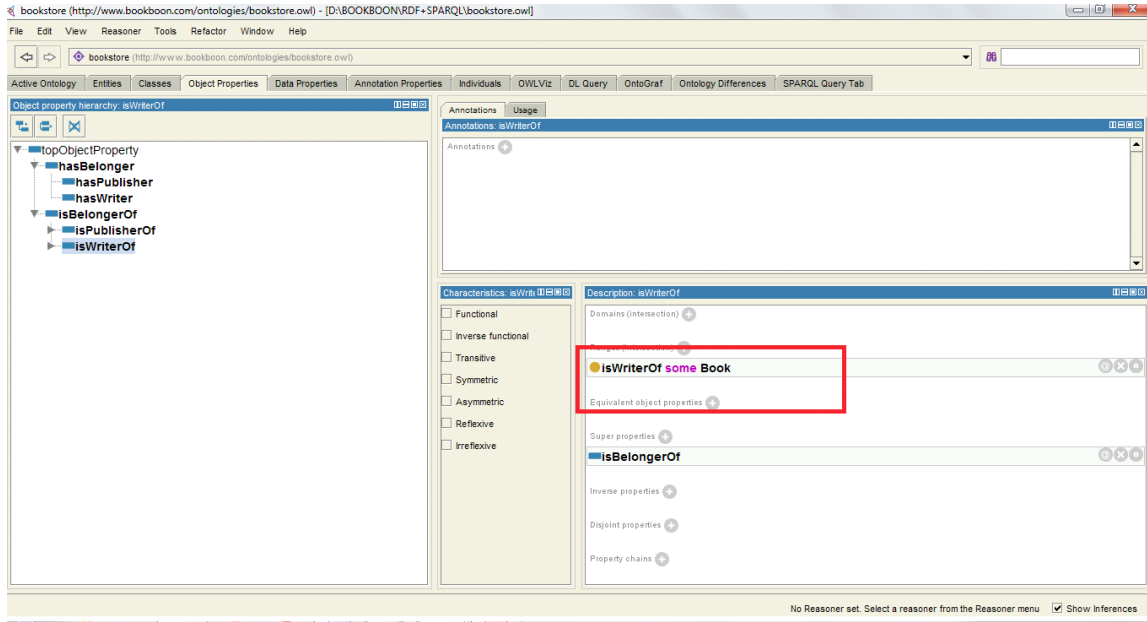 bookstore (http://www.bookboon.com/ontologies/bookstore.owl) - [D:\BOOKBOON\RDF+SPARQL\bookstore.owl]
File Edit View Reasoner Tools Refactor Window Help
bookstore (http://www.bookboon.com/ontologies/bookstore.owl)
Active Ontology Entities Classes Object Properties Data Properties Annotation Properties Individuals OWLViz DL Query OntoGraf Ontology Differences SPARQL Query Tab
Object property hierarchy: isWriterOf
topObjectProperty
hasBelonger
hasPublisher
hasWriter
isBelongerOf
isPublisherOf
isWriterOf
Annotations Usage
Annotations: isWriterOf
Annotations
Characteristics: isWrite
Functional
Inverse functional
Transitive
Symmetric
Asymmetric
Reflexive
Irreflexive
Description: isWriterOf
Domains (intersection)
Ranges (intersection)
isWriterOf some Book
Equivalent object properties
Super properties
isBelongerOf
Inverse properties
Disjoint properties
Property chains
No Reasoner set. Select a reasoner from the Reasoner menu Show Inferences